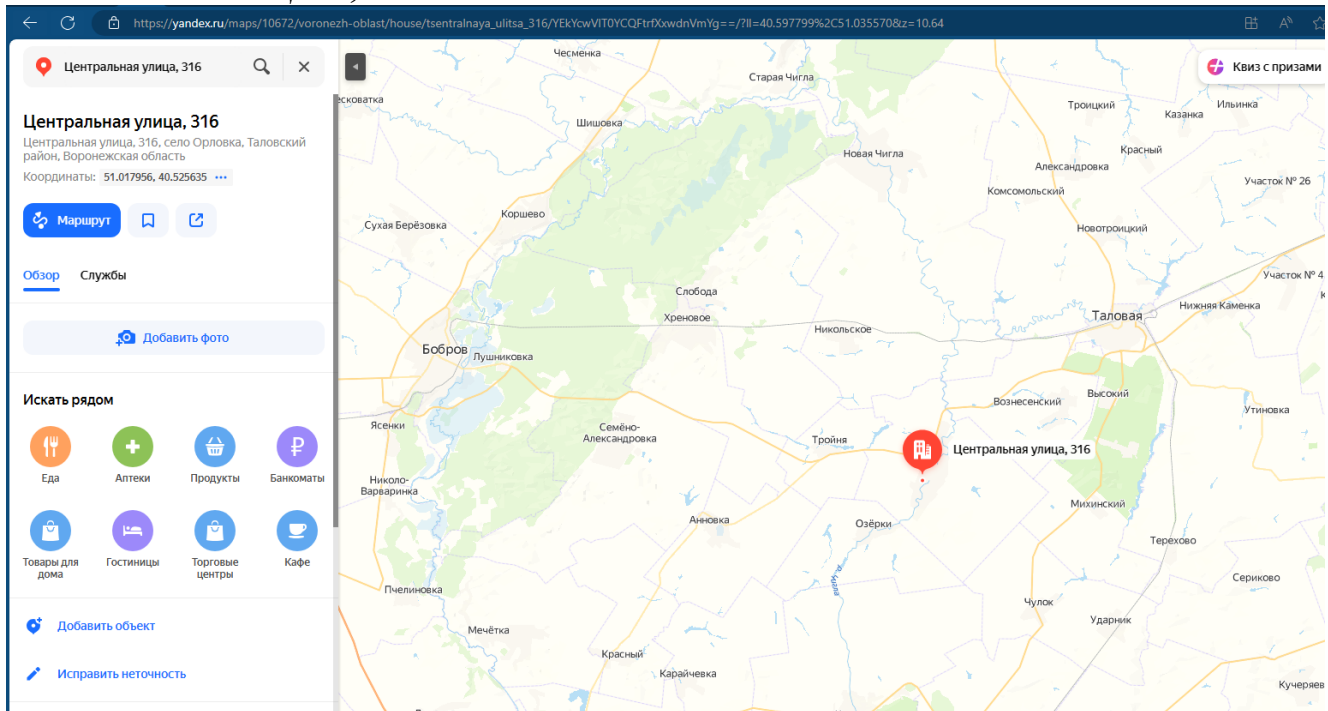 https://yandex.ru/maps/10672/voronezh-oblast/house/tsentralnaya_ulitsa_316/YEkYcwVIT0YCQFtrfXxwdnVmYg==/?ll=40.597799%2C51.035570&z=10.64
Центральная улица, 316
Центральная улица, 316
Центральная улица, 316, село Орловка, Таловский
район, Воронежская область
Координаты: 51.017956, 40.525635 •••
Маршрут
Обзор Службы
Добавить фото
Искать рядом
Еда Аптеки Продукты Банкоматы
Товары для
дома
Гостиницы
Торговые
центры
Кафе
Добавить объект
Исправить неточность
Квиз с призами
Чесменка
Старая Чигла
Шишовка
Троицкий
Казанка
Ильинка
Новая Чигла
Красный
Александровка
Комсомольский
Участок № 26
Коршево
Сухая Берёзовка
Новотроицкий
Участок № 4
Слобода
Хреновое
Никольское
Таловая
Нижняя Каменка
Бобров
Лушниковка
Вознесенский
Высокий
Утиновка
Ясенки
Семёно-
Александровка
Тройня
Центральная улица, 316
Николо-
Варваринка
Анновка
Озёрки
Михинский
Терехово
р. Чигла
Сериково
Пчелиновка
Чулок
Ударник
Мечётка
Красный
Карайчевка
Кучеряев